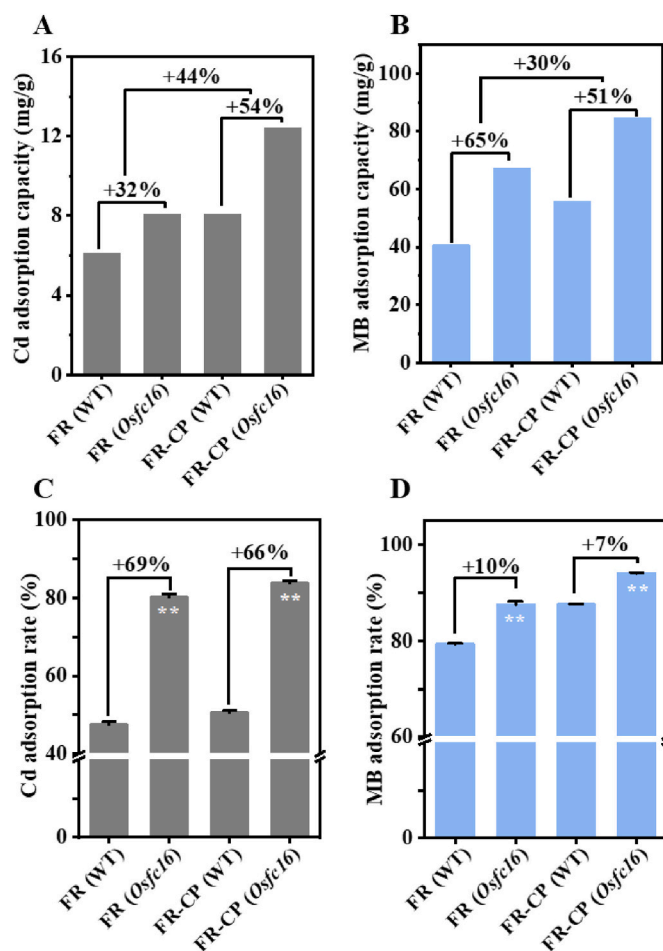 A
Cd adsorption capacity (mg/g)
16
12
8
4
0
+44%
+54%
+32%
FR (WT)
FR (Osfc16)
FR-CP (WT)
FR-CP (Osfc16)
B
MB adsorption capacity (mg/g)
100
80
60
40
20
0
+30%
+51%
+65%
FR (WT)
FR (Osfc16)
FR-CP (WT)
FR-CP (Osfc16)
C
Cd adsorption rate (%)
100
80
60
40
0
+69%
+66%
**
**
FR (WT)
FR (Osfc16)
FR-CP (WT)
FR-CP (Osfc16)
D
MB adsorption rate (%)
100
80
60
0
+10%
+7%
**
**
FR (WT)
FR (Osfc16)
FR-CP (WT)
FR-CP (Osfc16)